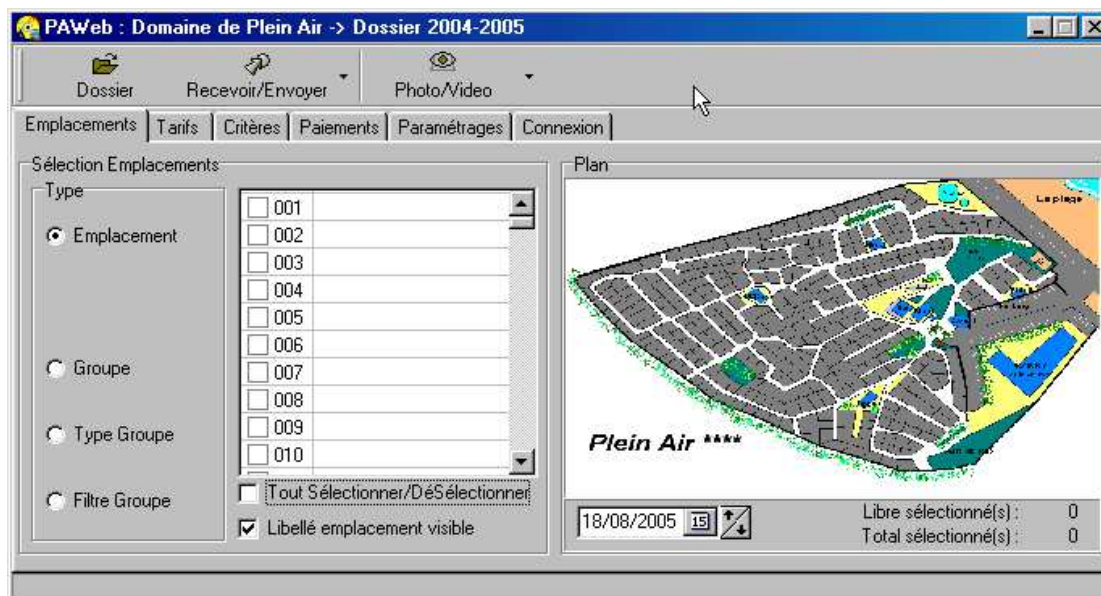 PAWeb : Domaine de Plein Air -> Dossier 2004-2005
Dossier
Recevoir/Envoyer
Photo/Video
Emplacements
Tarifs
Critères
Paiements
Paramétrages
Connexion
Sélection Emplacements
Type
Emplacement
Groupe
Type Groupe
Filtre Groupe
001
002
003
004
005
006
007
008
009
010
Tout Sélectionner/DéSélectionner
Libellé emplacement visible
Plan
La plage
Plein Air ****
18/08/2005
15
Libre sélectionné(s) : 0
Total sélectionné(s) : 0